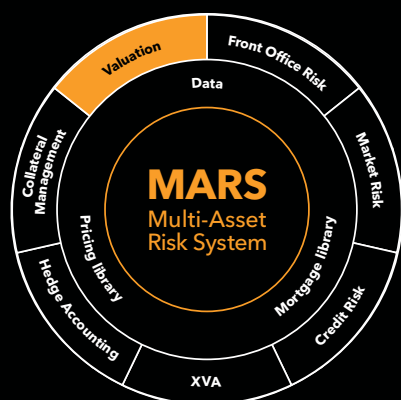 Valuation
Front Office Risk
Market Risk
Credit Risk
XVA
Hedge Accounting
Collateral
Management
Data
Mortgage library
Pricing library
MARS
Multi-Asset
Risk System